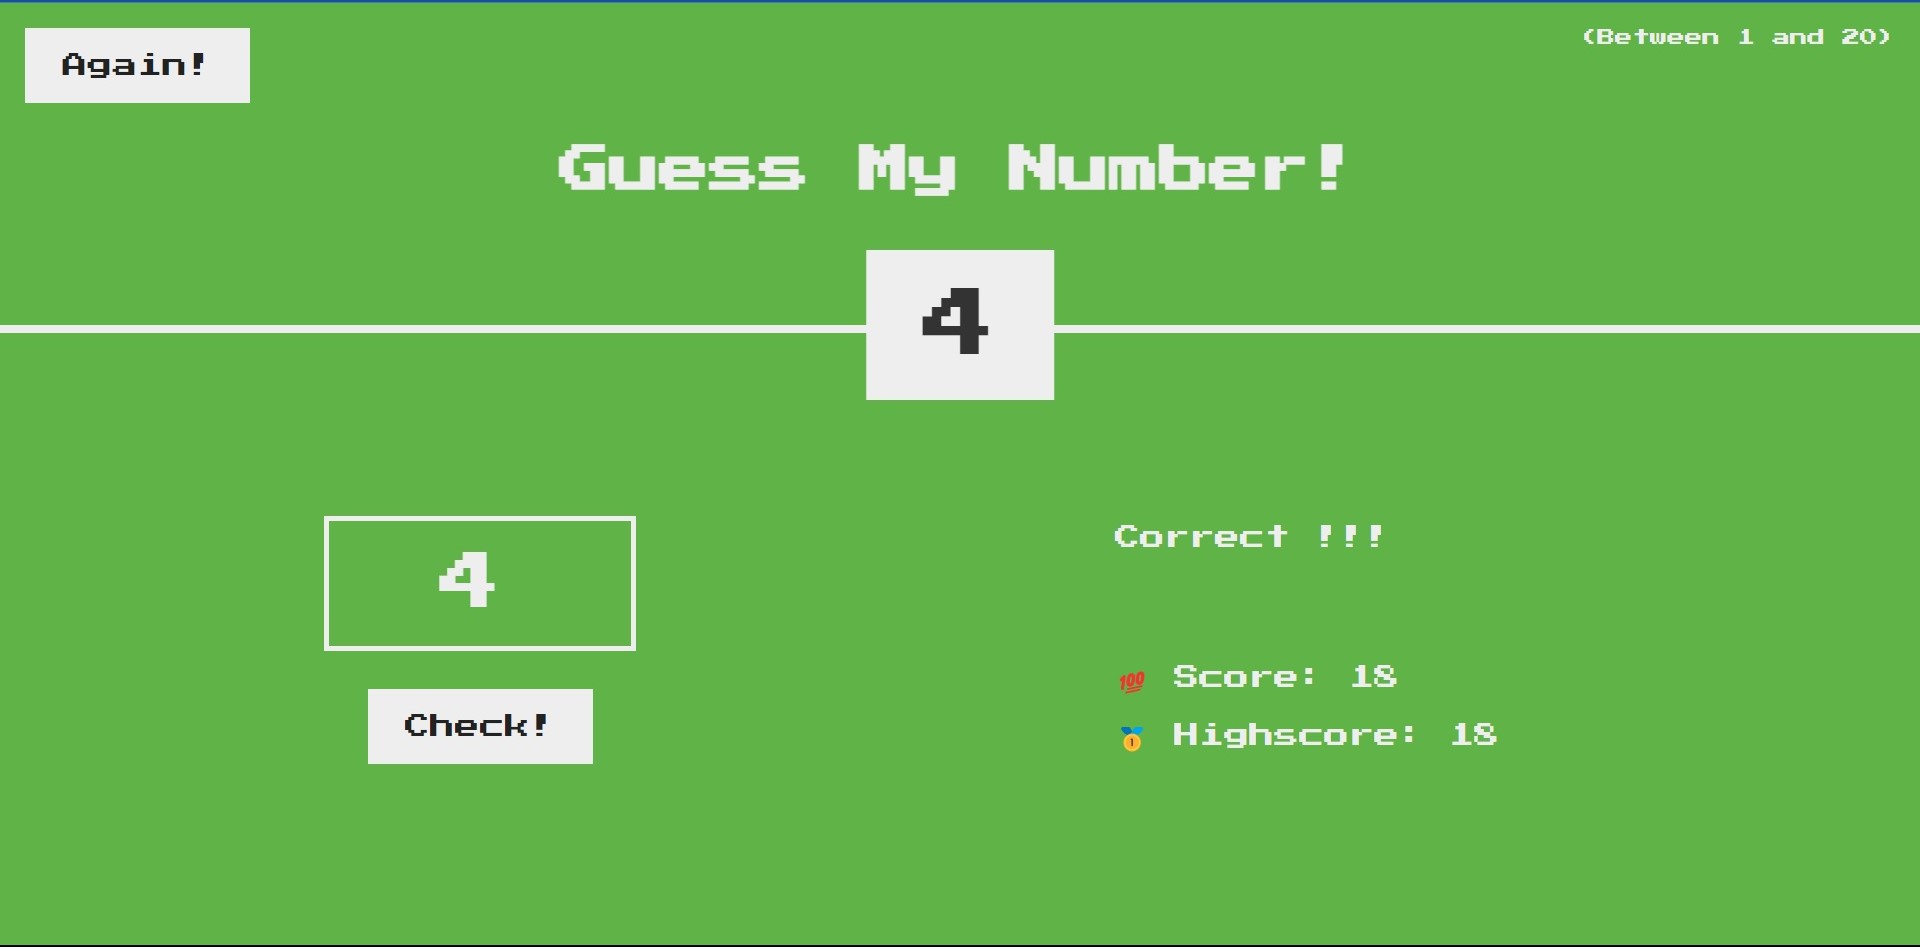 Again!
(Between 1 and 20)
Guess My Number!
4
4
Correct !!!
💯 Score: 18
Check!
🥇 Highscore: 18